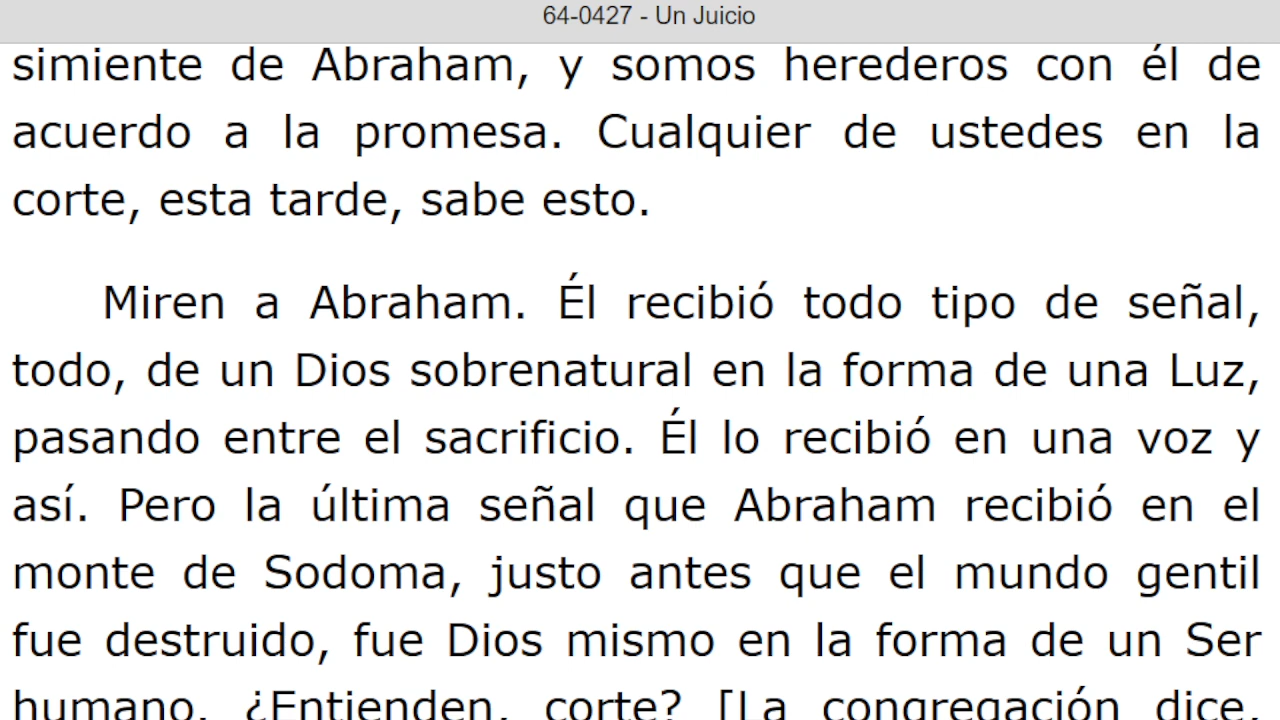 64-0427 - Un Juicio
simiente de Abraham, y somos herederos con él de
acuerdo a la promesa. Cualquier de ustedes en la
corte, esta tarde, sabe esto.
Miren a Abraham. Él recibió todo tipo de señal,
todo, de un Dios sobrenatural en la forma de una Luz,
pasando entre el sacrificio. Él lo recibió en una voz y
así. Pero la última señal que Abraham recibió en el
monte de Sodoma, justo antes que el mundo gentil
fue destruido, fue Dios mismo en la forma de un Ser
humano. ¿Entienden, corte? [La congregación dice,